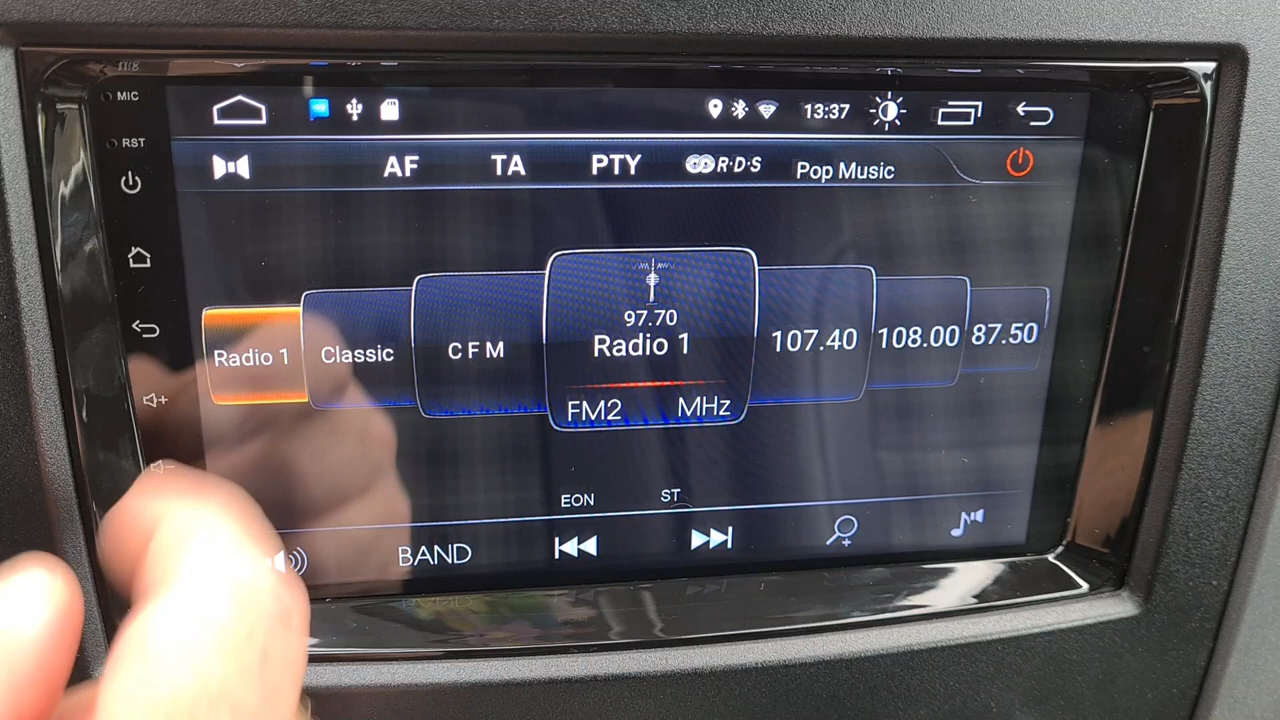 MIC
RST
13:37
AF TA PTY R·D·S Pop Music
Radio 1
Classic
C F M
97.70
Radio 1
FM2 MHz
107.40
108.00
87.50
EON ST
BAND